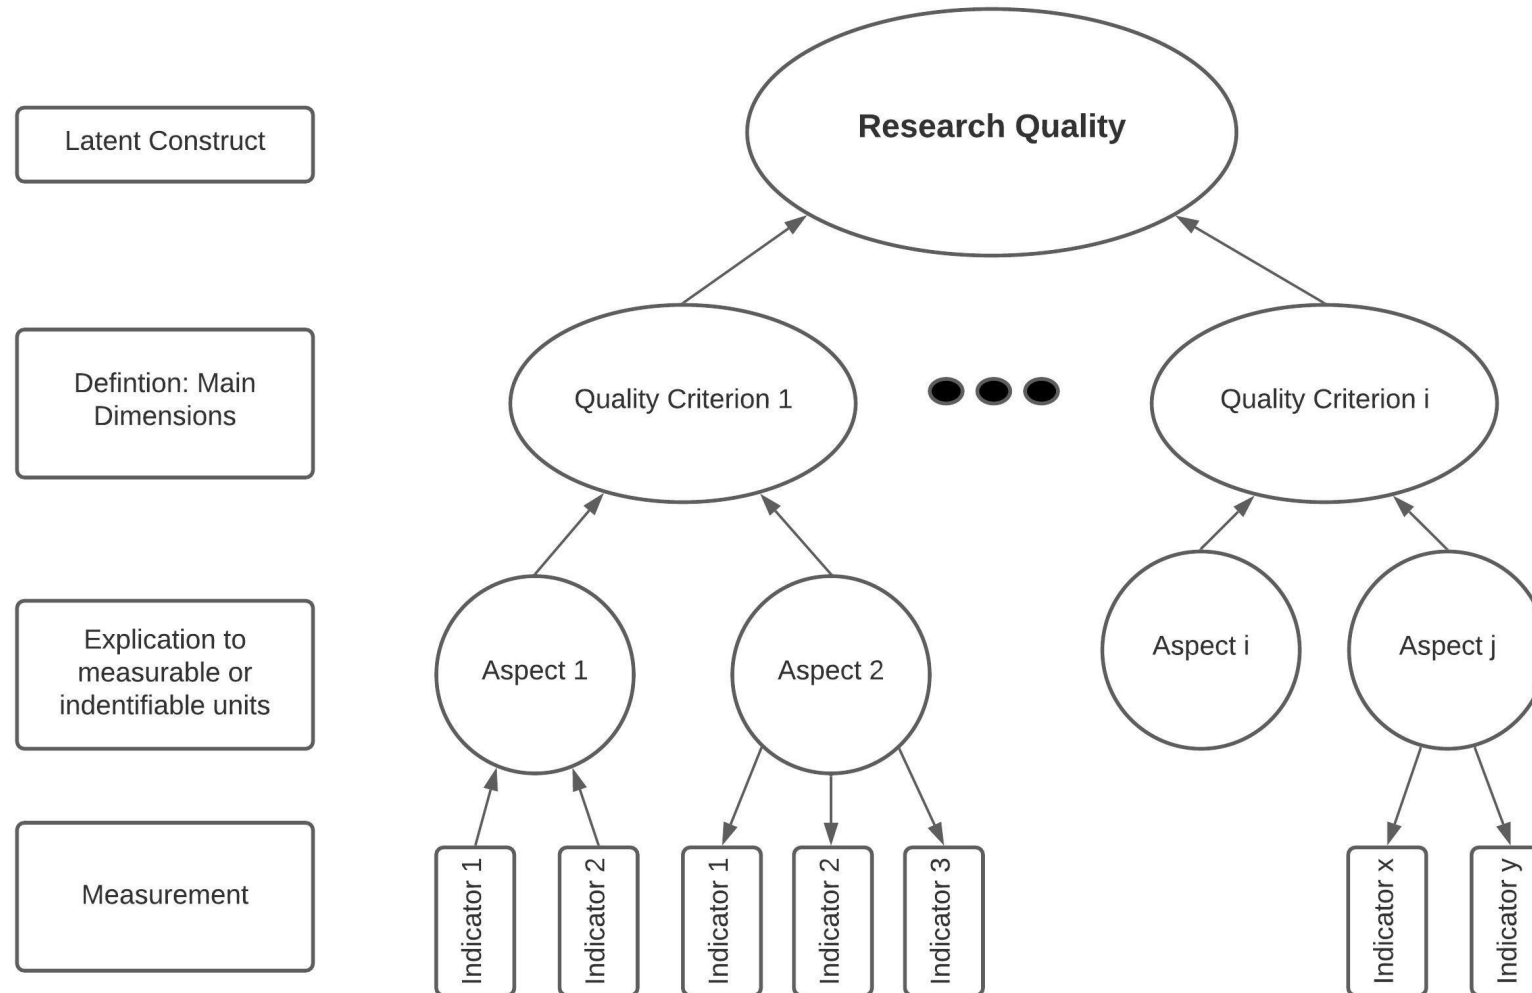 Research Quality
Latent Construct
Defintion: Main
Dimensions
Quality Criterion 1
Quality Criterion i
Explication to
measurable or
indentifiable units
Aspect 1
Aspect 2
Aspect i
Aspect j
Measurement
Indicator 1
Indicator 2
Indicator 1
Indicator 2
Indicator 3
Indicator x
Indicator y